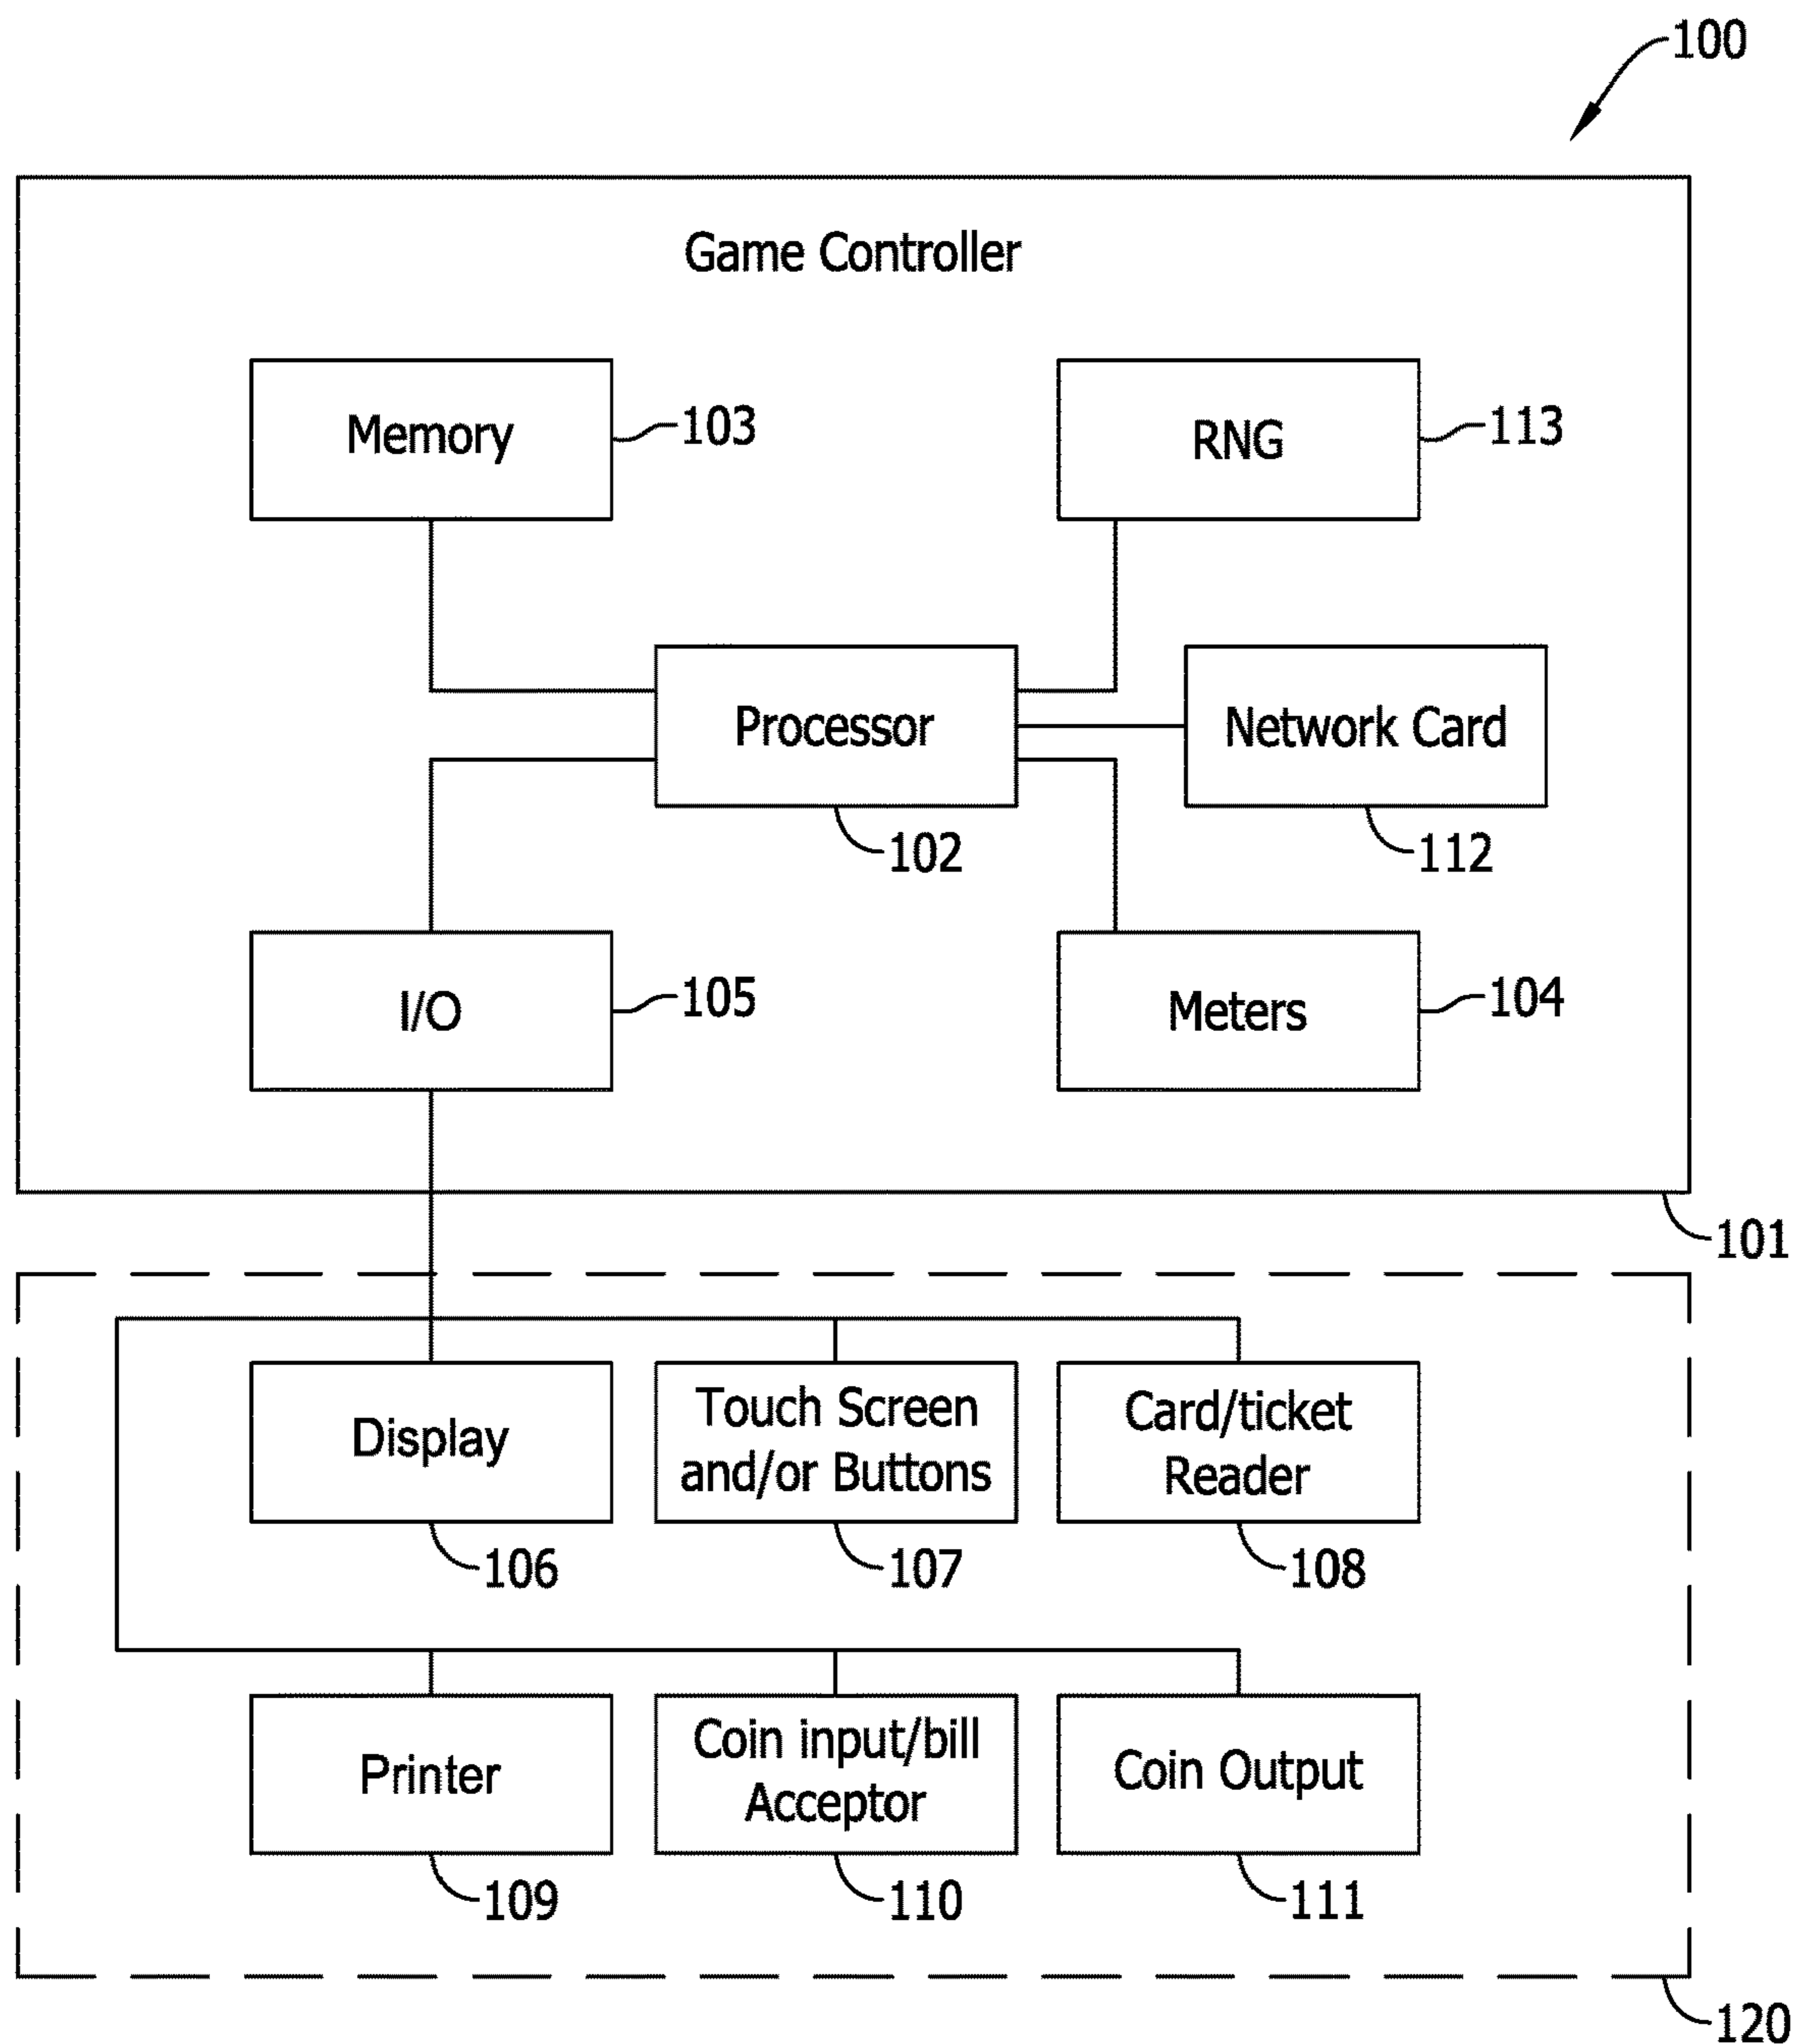 100
Game Controller
Memory
103
RNG
113
Processor
102
Network Card
112
I/O
105
Meters
104
101
Display
106
Touch Screen
and/or Buttons
107
Card/ticket
Reader
108
Printer
109
Coin input/bill
Acceptor
110
Coin Output
111
120